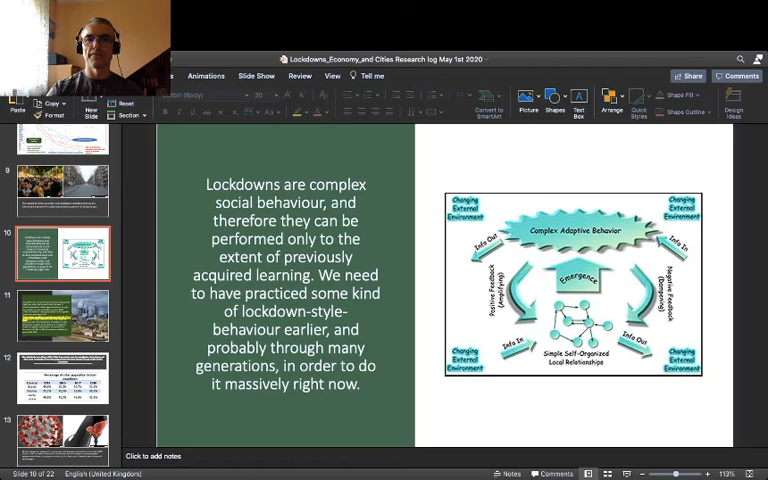 Lockdowns_Economy_and Cities Research log May 1st 2020
Animations Slide Show Review View Tell me
Share Comments
Paste
Copy
Format
New
Slide
Reset
Section
20
B I U
Convert to
SmartArt
Picture
Shapes
Text
Box
Arrange
Quick
Styles
Shape Fill
Shape Outline
Design
Ideas
9
10
11
12
13
Lockdowns are complex
social behaviour, and
therefore they can be
performed only to the
extent of previously
acquired learning. We need
to have practiced some kind
of lockdown-style-
behaviour earlier, and
probably through many
generations, in order to do
it massively right now.
Changing
External
Environment
Changing
External
Environment
Complex Adaptive Behavior
Info Out
Info In
Positive Feedback
(Amplifying)
Emergence
Negative Feedback
(Dampening)
Info In
Info Out
Simple Self-Organized
Local Relationships
Changing
External
Environment
Changing
External
Environment
Click to add notes
Slide 10 of 22 English (United Kingdom)
Notes Comments 113%